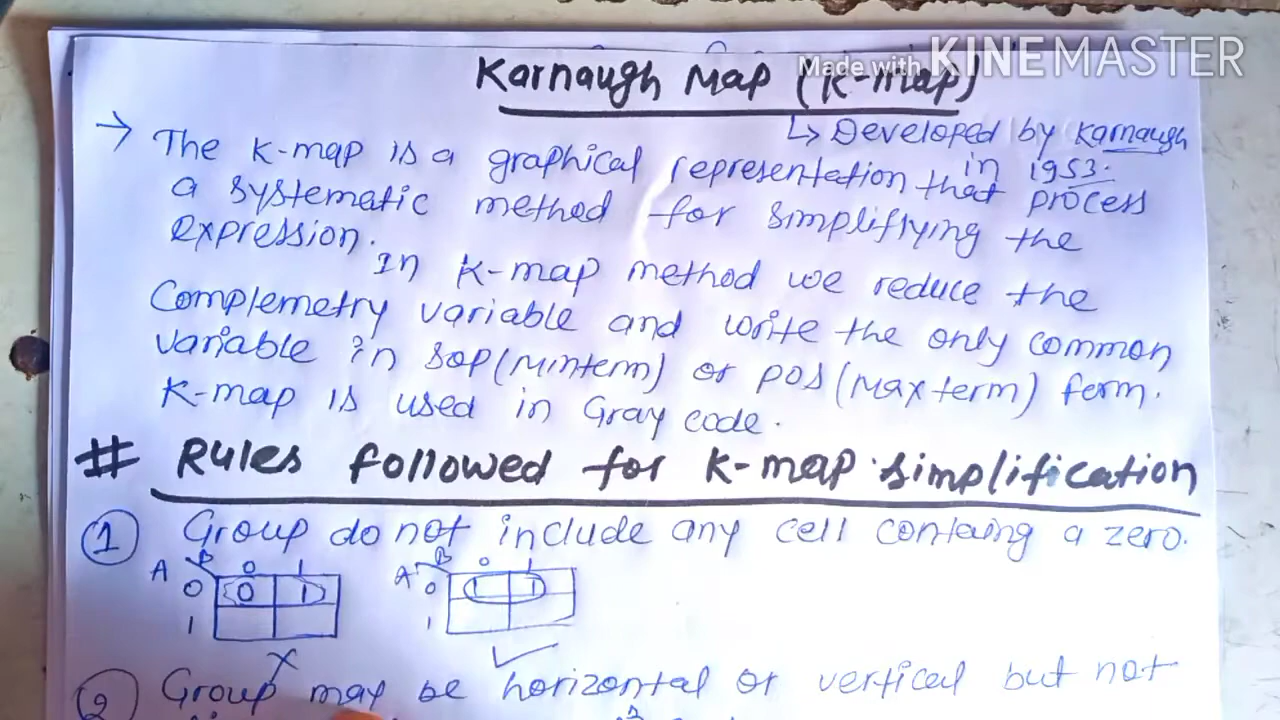 Made with KINEMASTER
Karnaugh Map (K-map)
↳ Developed by Karnaugh
in 1953.
→ The K-map is a graphical representation that process
a systematic method for simplifiying the
expression.
In K-map method we reduce the
Complemetry variable and write the only common
variable in SOP (Minterm) or POS (Maxterm) form.
K-map is used in Gray code.
# Rules followed for K-map simplification
① Group do not include any cell containg a zero.
A B 0 1 A B 0 1
0 0 1 0 1 1
1 1
✗ ✓
② Group may be horizontal or vertical but not